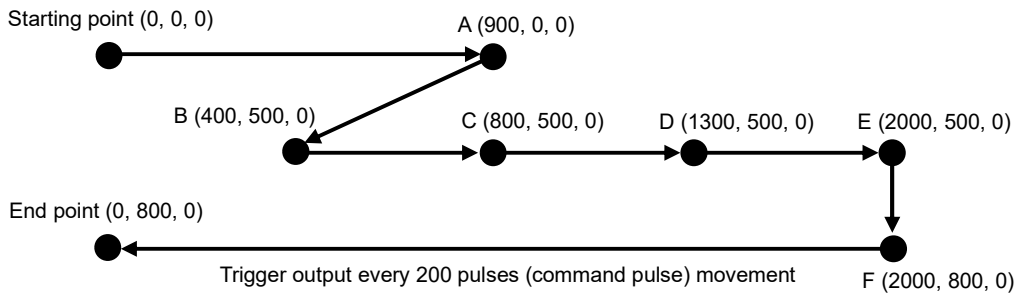 Starting point (0, 0, 0)
A (900, 0, 0)
B (400, 500, 0)
C (800, 500, 0)
D (1300, 500, 0)
E (2000, 500, 0)
End point (0, 800, 0)
Trigger output every 200 pulses (command pulse) movement
F (2000, 800, 0)